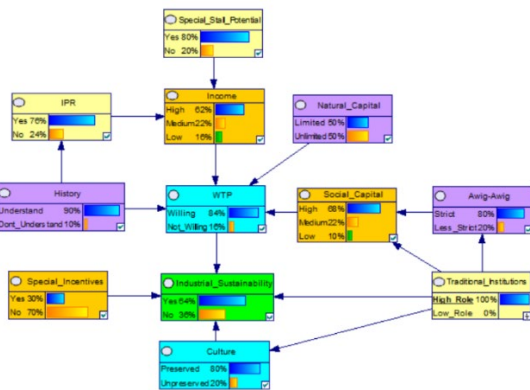 Special_Stall_Potential
Yes 80%
No 20%
IPR
Yes 76%
No 24%
Income
High 62%
Medium 22%
Low 16%
Natural_Capital
Limited 50%
Unlimited 50%
History
Understand 90%
Dont_Understand 10%
WTP
Willing 84%
Not_Willing 16%
Social_Capital
High 68%
Medium 22%
Low 10%
Awig-Awig
Strict 80%
Less_Strict 20%
Special_Incentives
Yes 30%
No 70%
Industrial_Sustainability
Yes 64%
No 36%
Traditional_Institutions
High_Role 100%
Low_Role 0%
Culture
Preserved 80%
Unpreserved 20%